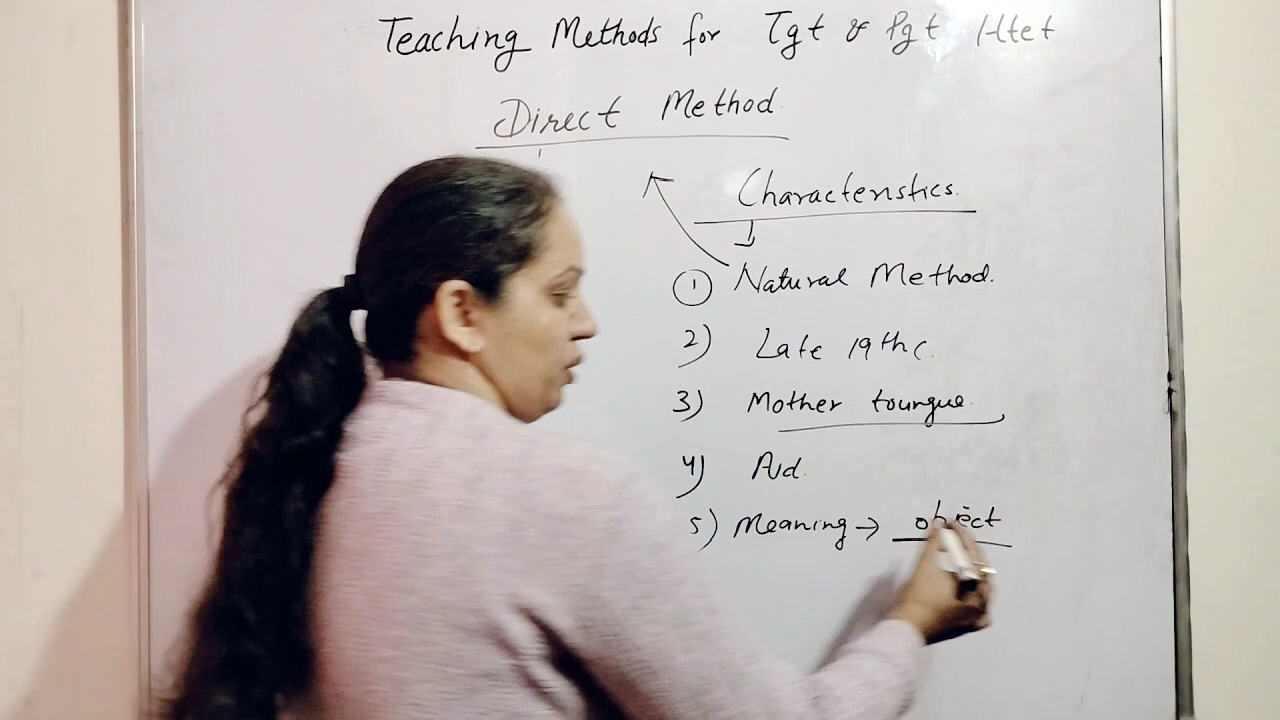 Teaching Methods for Tgt & Pgt Htet
Direct Method
Characteristics.
1 Natural Method.
2) Late 19th c.
3) Mother toungue.
4) Aid.
5) Meaning → object